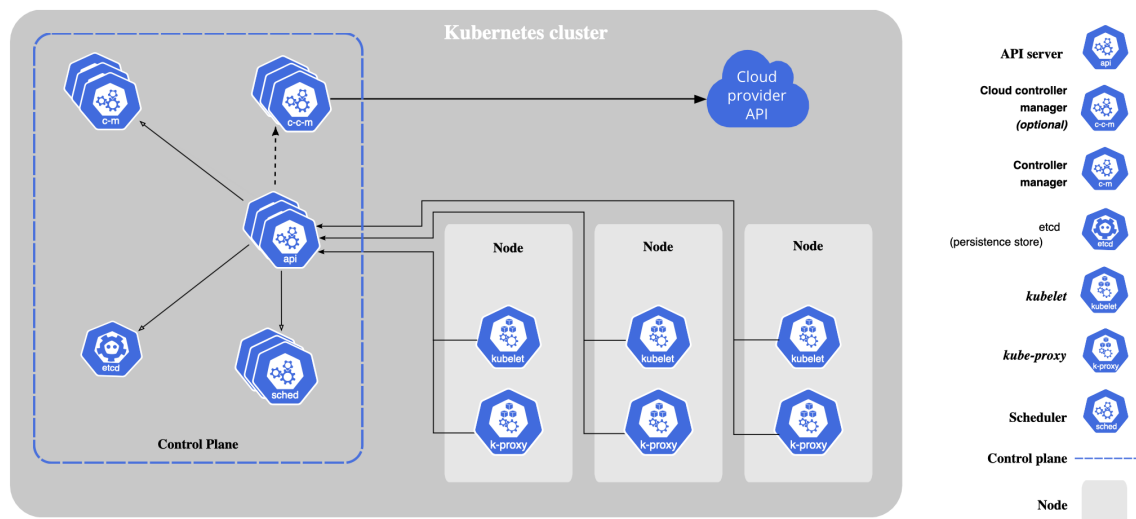 Kubernetes cluster
c-m
c-c-m
Cloud
provider
API
api
Node
Node
Node
etcd
sched
kubelet
kubelet
kubelet
k-proxy
k-proxy
k-proxy
Control Plane
API server
api
Cloud controller
manager
(optional)
c-c-m
Controller
manager
c-m
etcd
(persistence store)
etcd
kubelet
kubelet
kube-proxy
k-proxy
Scheduler
sched
Control plane
Node